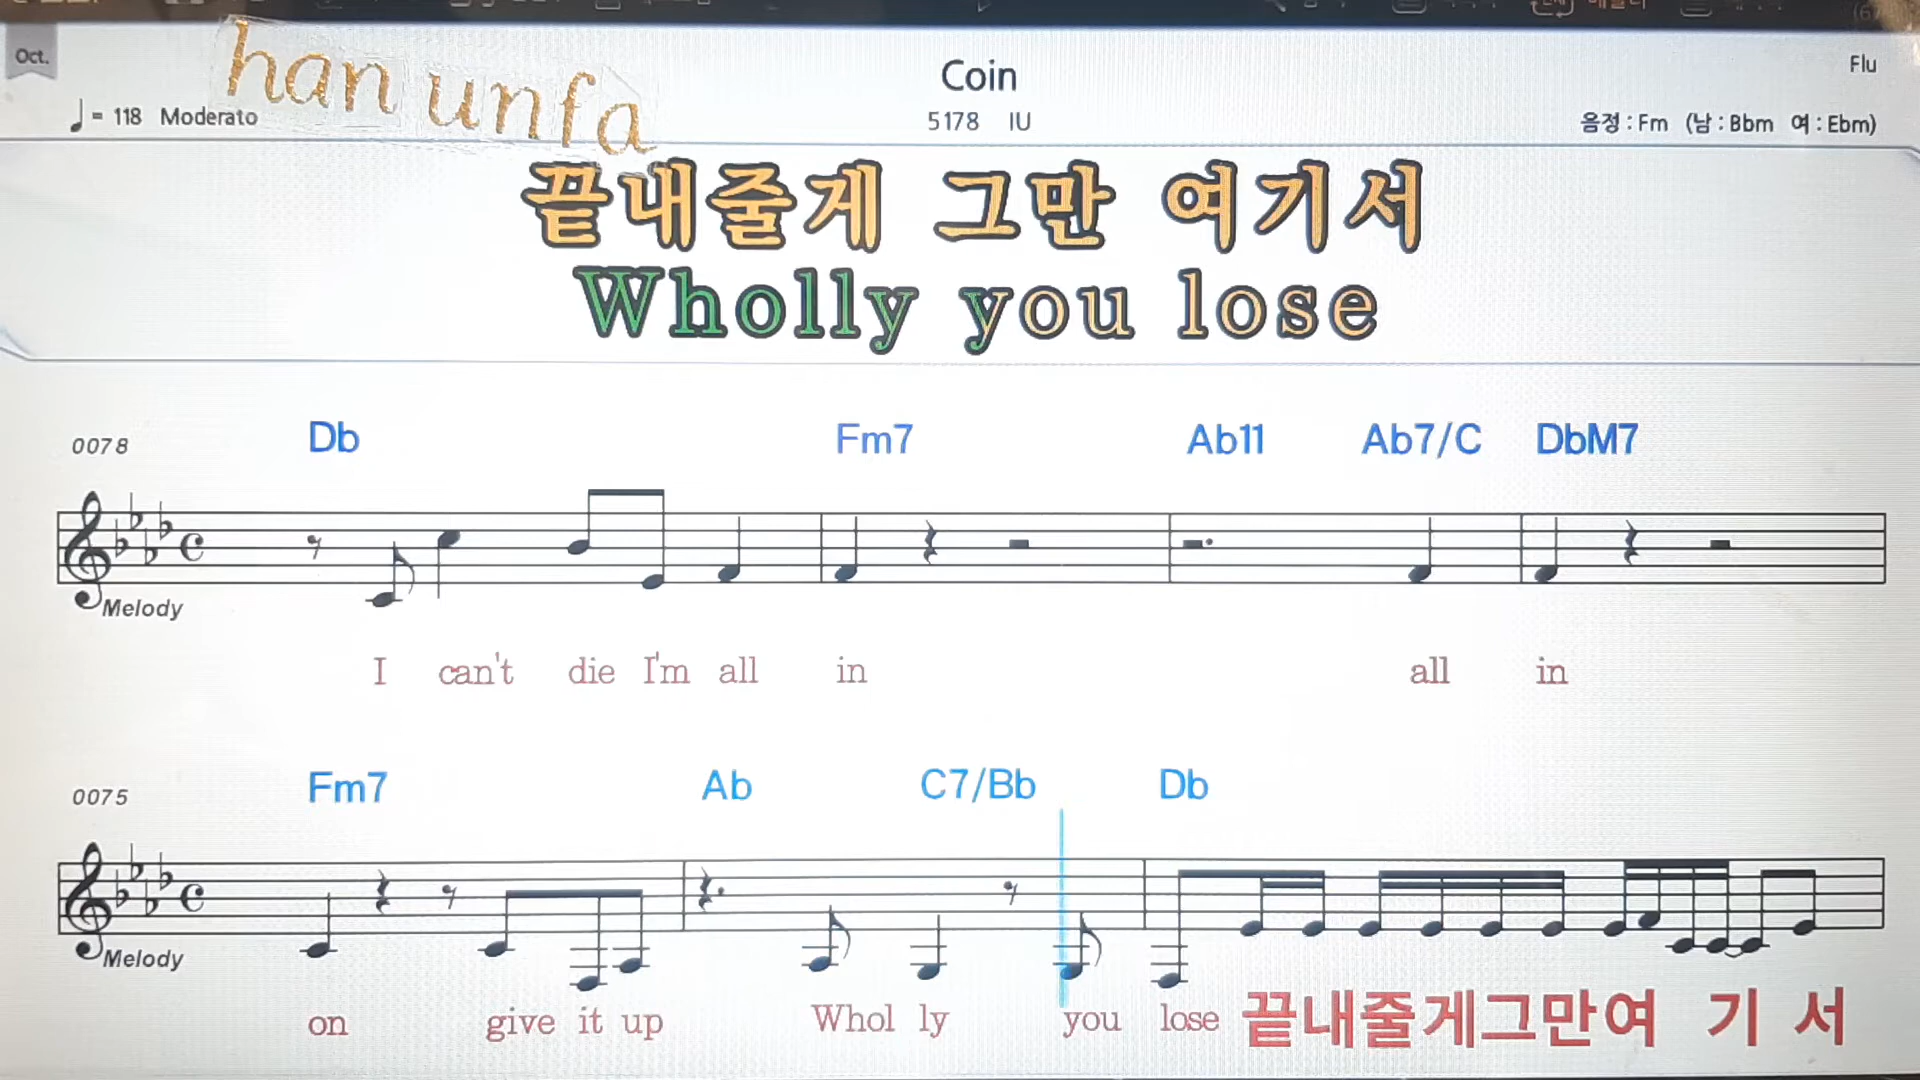 Oct.
han unfa
Coin
Flu
= 118 Moderato
5178 IU
음정 : Fm (남 : Bbm 여 : Ebm)
끝내줄게 그만 여기서
Wholly you lose
0078 Db Fm7 Ab11 Ab7/C DbM7
Melody
I can't die I'm all in all in
0075 Fm7 Ab C7/Bb Db
Melody
on give it up Whol ly you lose 끝내줄게그만여 기 서